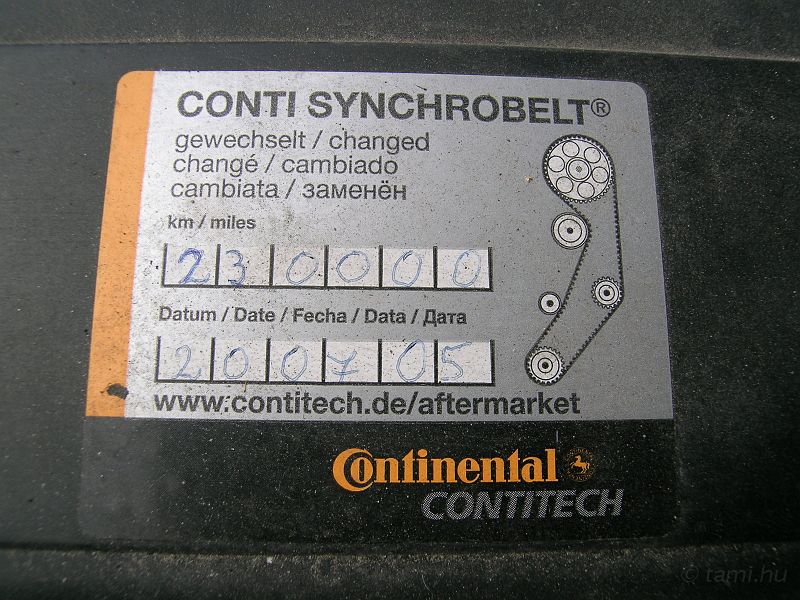 CONTI SYNCHROBELT®
gewechselt / changed
changé / cambiado
cambiata / заменён
km / miles
230000
Datum / Date / Fecha / Data / Дата
200705
www.contitech.de/aftermarket
Continental
CONTITECH
© tami.hu